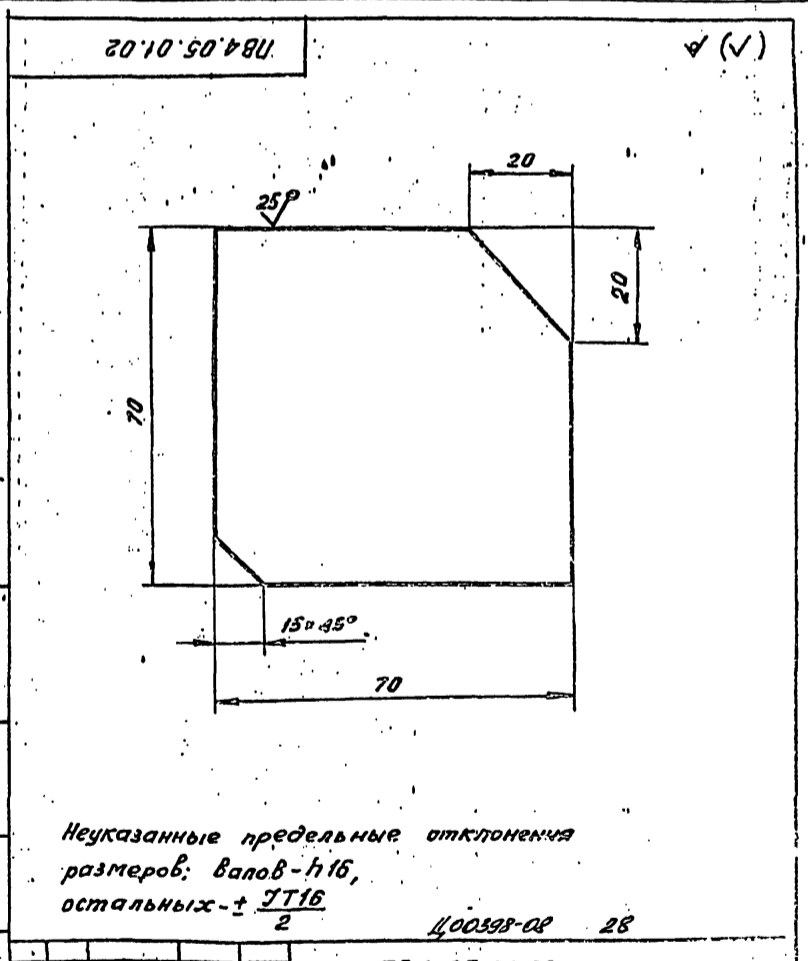 ПВ4.05.01.02
(√)
20
25
20
70
15×45°
70
Неуказанные предельные отклонения
размеров: валов-h16,
остальных-± IT16
2
Ц00398-08 28